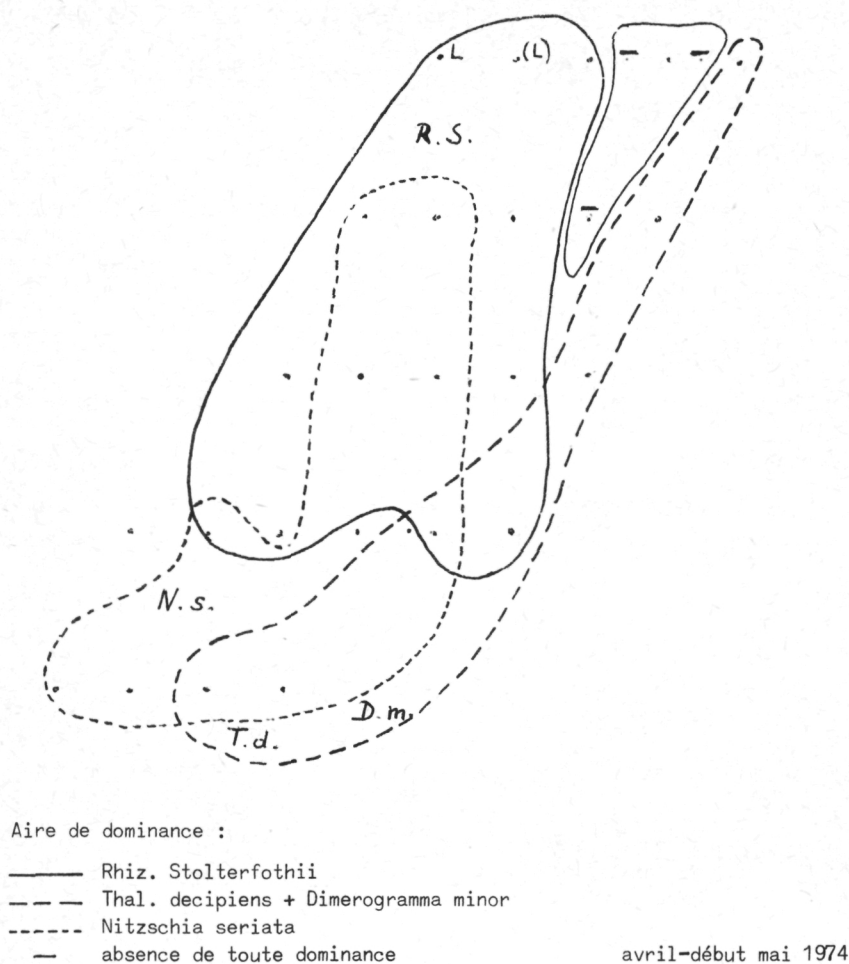 L (L)
R.S.
N.s.
D.m.
T.d.
Aire de dominance :
Rhiz. Stolterfothii
Thal. decipiens + Dimerogramma minor
Nitzschia seriata
absence de toute dominance avril-début mai 1974